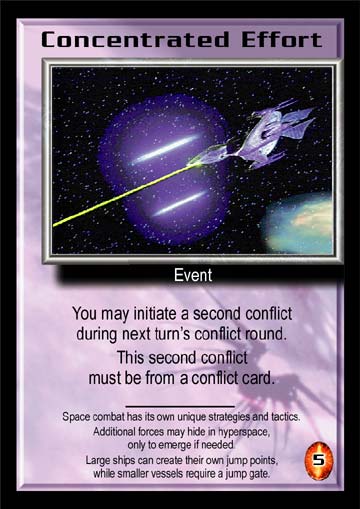 Concentrated Effort
Event
You may initiate a second conflict
during next turn's conflict round.
This second conflict
must be from a conflict card.
Space combat has its own unique strategies and tactics.
Additional forces may hide in hyperspace,
only to emerge if needed.
Large ships can create their own jump points,
while smaller vessels require a jump gate.
5